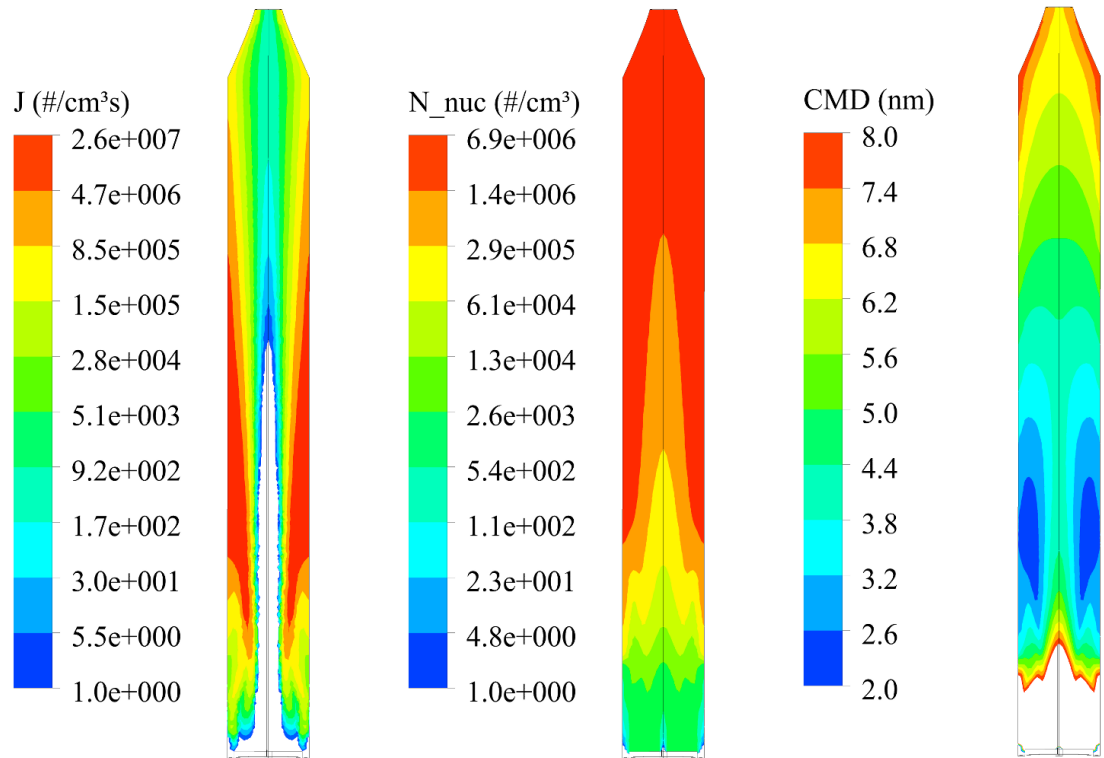 J (#/cm³s)
2.6e+007
4.7e+006
8.5e+005
1.5e+005
2.8e+004
5.1e+003
9.2e+002
1.7e+002
3.0e+001
5.5e+000
1.0e+000
N_nuc (#/cm³)
6.9e+006
1.4e+006
2.9e+005
6.1e+004
1.3e+004
2.6e+003
5.4e+002
1.1e+002
2.3e+001
4.8e+000
1.0e+000
CMD (nm)
8.0
7.4
6.8
6.2
5.6
5.0
4.4
3.8
3.2
2.6
2.0